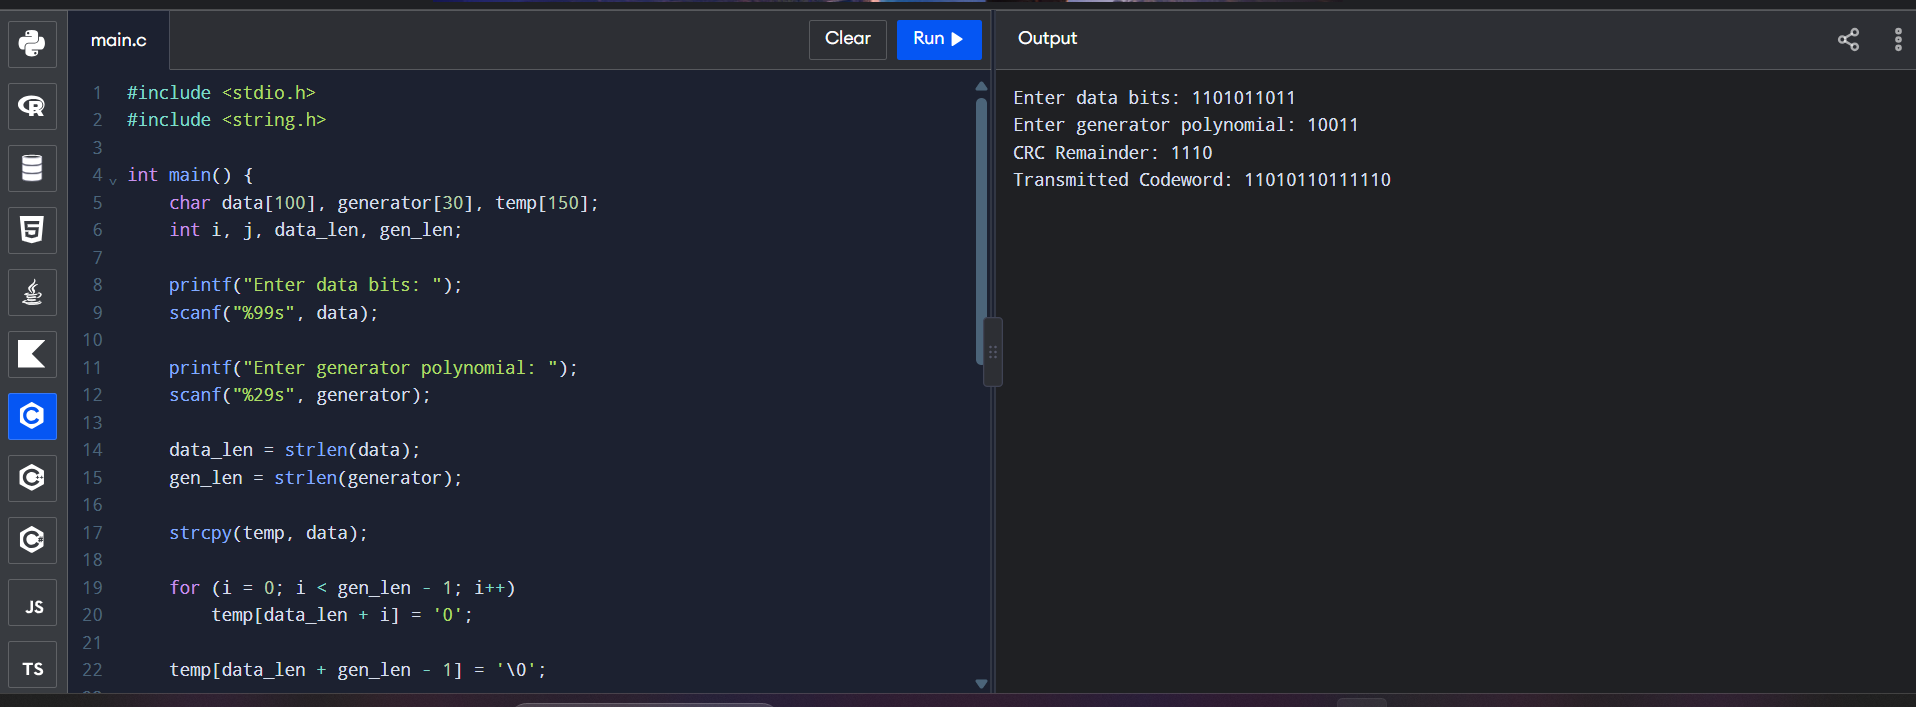 main.c
Clear
Run
1 #include <stdio.h>
2 #include <string.h>
3
4 int main() {
5     char data[100], generator[30], temp[150];
6     int i, j, data_len, gen_len;
7
8     printf("Enter data bits: ");
9     scanf("%99s", data);
10
11     printf("Enter generator polynomial: ");
12     scanf("%29s", generator);
13
14     data_len = strlen(data);
15     gen_len = strlen(generator);
16
17     strcpy(temp, data);
18
19     for (i = 0; i < gen_len - 1; i++)
20         temp[data_len + i] = '0';
21
22     temp[data_len + gen_len - 1] = '\0';
Output
Enter data bits: 1101011011
Enter generator polynomial: 10011
CRC Remainder: 1110
Transmitted Codeword: 11010110111110
JS
TS